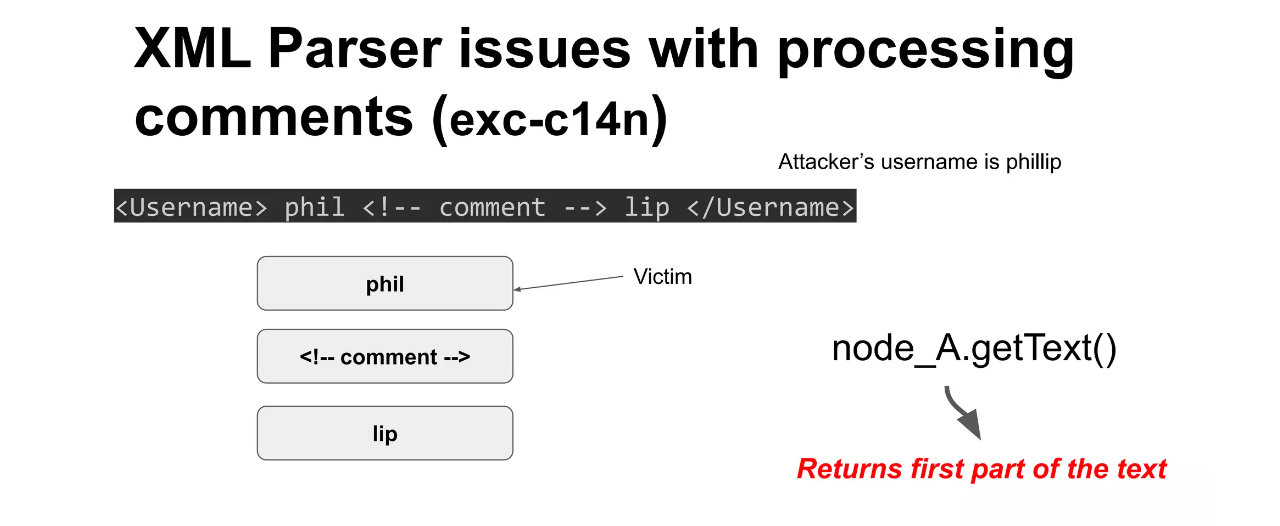 XML Parser issues with processing
comments (exc-c14n)
Attacker's username is phillip
<Username> phil <!-- comment --> lip </Username>
phil
Victim
<!-- comment -->
lip
node_A.getText()
Returns first part of the text